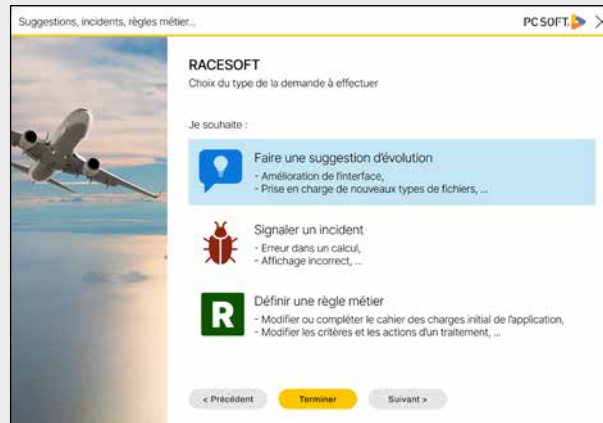 Suggestions, incidents, règles métier...
PC SOFT
RACESOFT
Choix du type de la demande à effectuer
Je souhaite :
Faire une suggestion d'évolution
- Amélioration de l'interface,
- Prise en charge de nouveaux types de fichiers, ...
Signaler un incident
- Erreur dans un calcul,
- Affichage incorrect, ...
R
Définir une règle métier
- Modifier ou compléter le cahier des charges initial de l'application,
- Modifier les critères et les actions d'un traitement, ...
< Précédent
Terminer
Suivant >